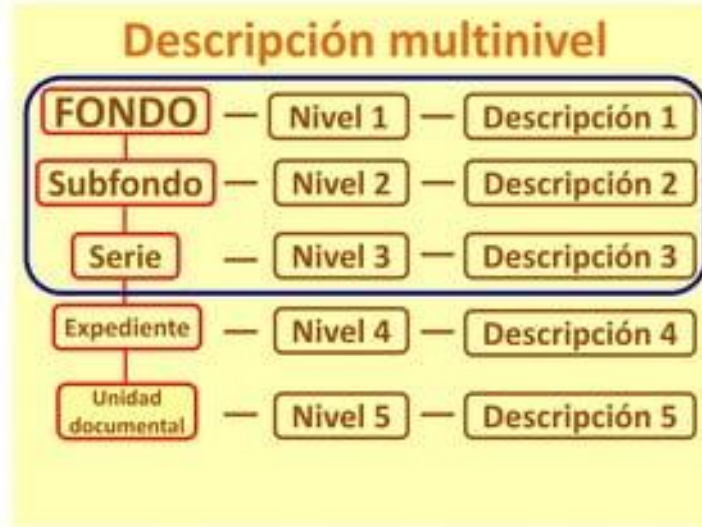 Descripción multinivel
FONDO — Nivel 1 — Descripción 1
Subfondo — Nivel 2 — Descripción 2
Serie — Nivel 3 — Descripción 3
Expediente — Nivel 4 — Descripción 4
Unidad
documental — Nivel 5 — Descripción 5